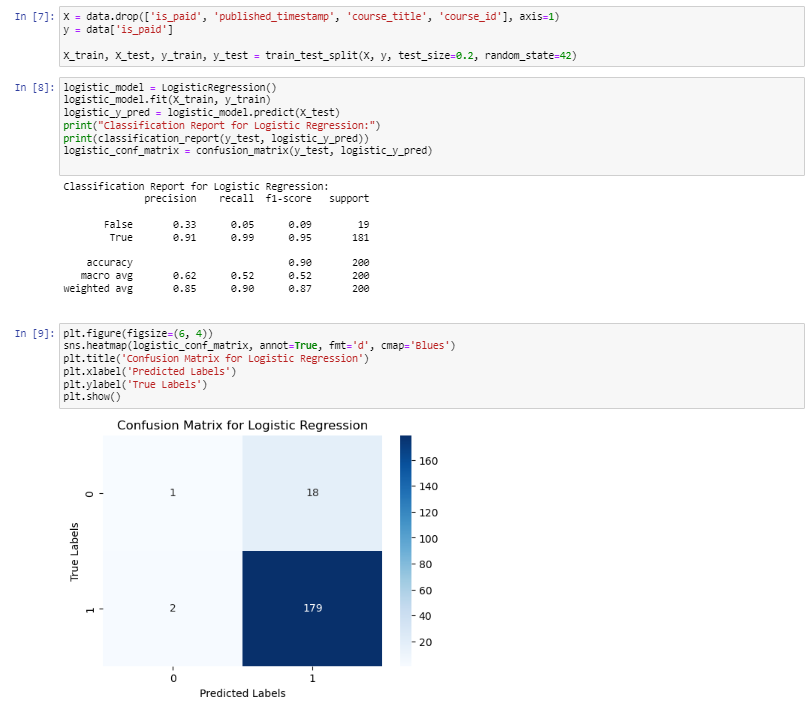 In [7]: X = data.drop(['is_paid', 'published_timestamp', 'course_title', 'course_id'], axis=1)
y = data['is_paid']
X_train, X_test, y_train, y_test = train_test_split(X, y, test_size=0.2, random_state=42)
In [8]: logistic_model = LogisticRegression()
logistic_model.fit(X_train, y_train)
logistic_y_pred = logistic_model.predict(X_test)
print("Classification Report for Logistic Regression:")
print(classification_report(y_test, logistic_y_pred))
logistic_conf_matrix = confusion_matrix(y_test, logistic_y_pred)
Classification Report for Logistic Regression:
precision recall f1-score support
False 0.33 0.05 0.09 19
True 0.91 0.99 0.95 181
accuracy 0.90 200
macro avg 0.62 0.52 0.52 200
weighted avg 0.85 0.90 0.87 200
In [9]: plt.figure(figsize=(6, 4))
sns.heatmap(logistic_conf_matrix, annot=True, fmt='d', cmap='Blues')
plt.title('Confusion Matrix for Logistic Regression')
plt.xlabel('Predicted Labels')
plt.ylabel('True Labels')
plt.show()
Confusion Matrix for Logistic Regression
0
1 18
1
2 179
True Labels
0 1
Predicted Labels
160
140
120
100
80
60
40
20